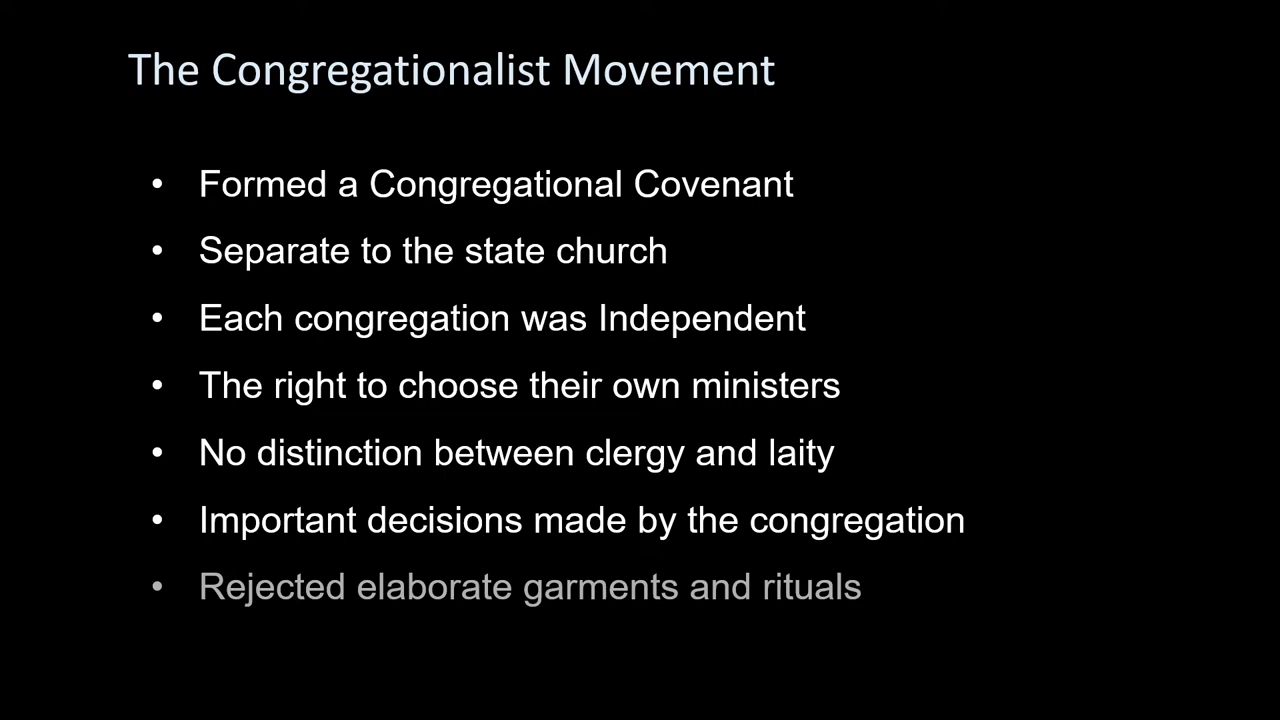 The Congregationalist Movement
• Formed a Congregational Covenant
• Separate to the state church
• Each congregation was Independent
• The right to choose their own ministers
• No distinction between clergy and laity
• Important decisions made by the congregation
• Rejected elaborate garments and rituals